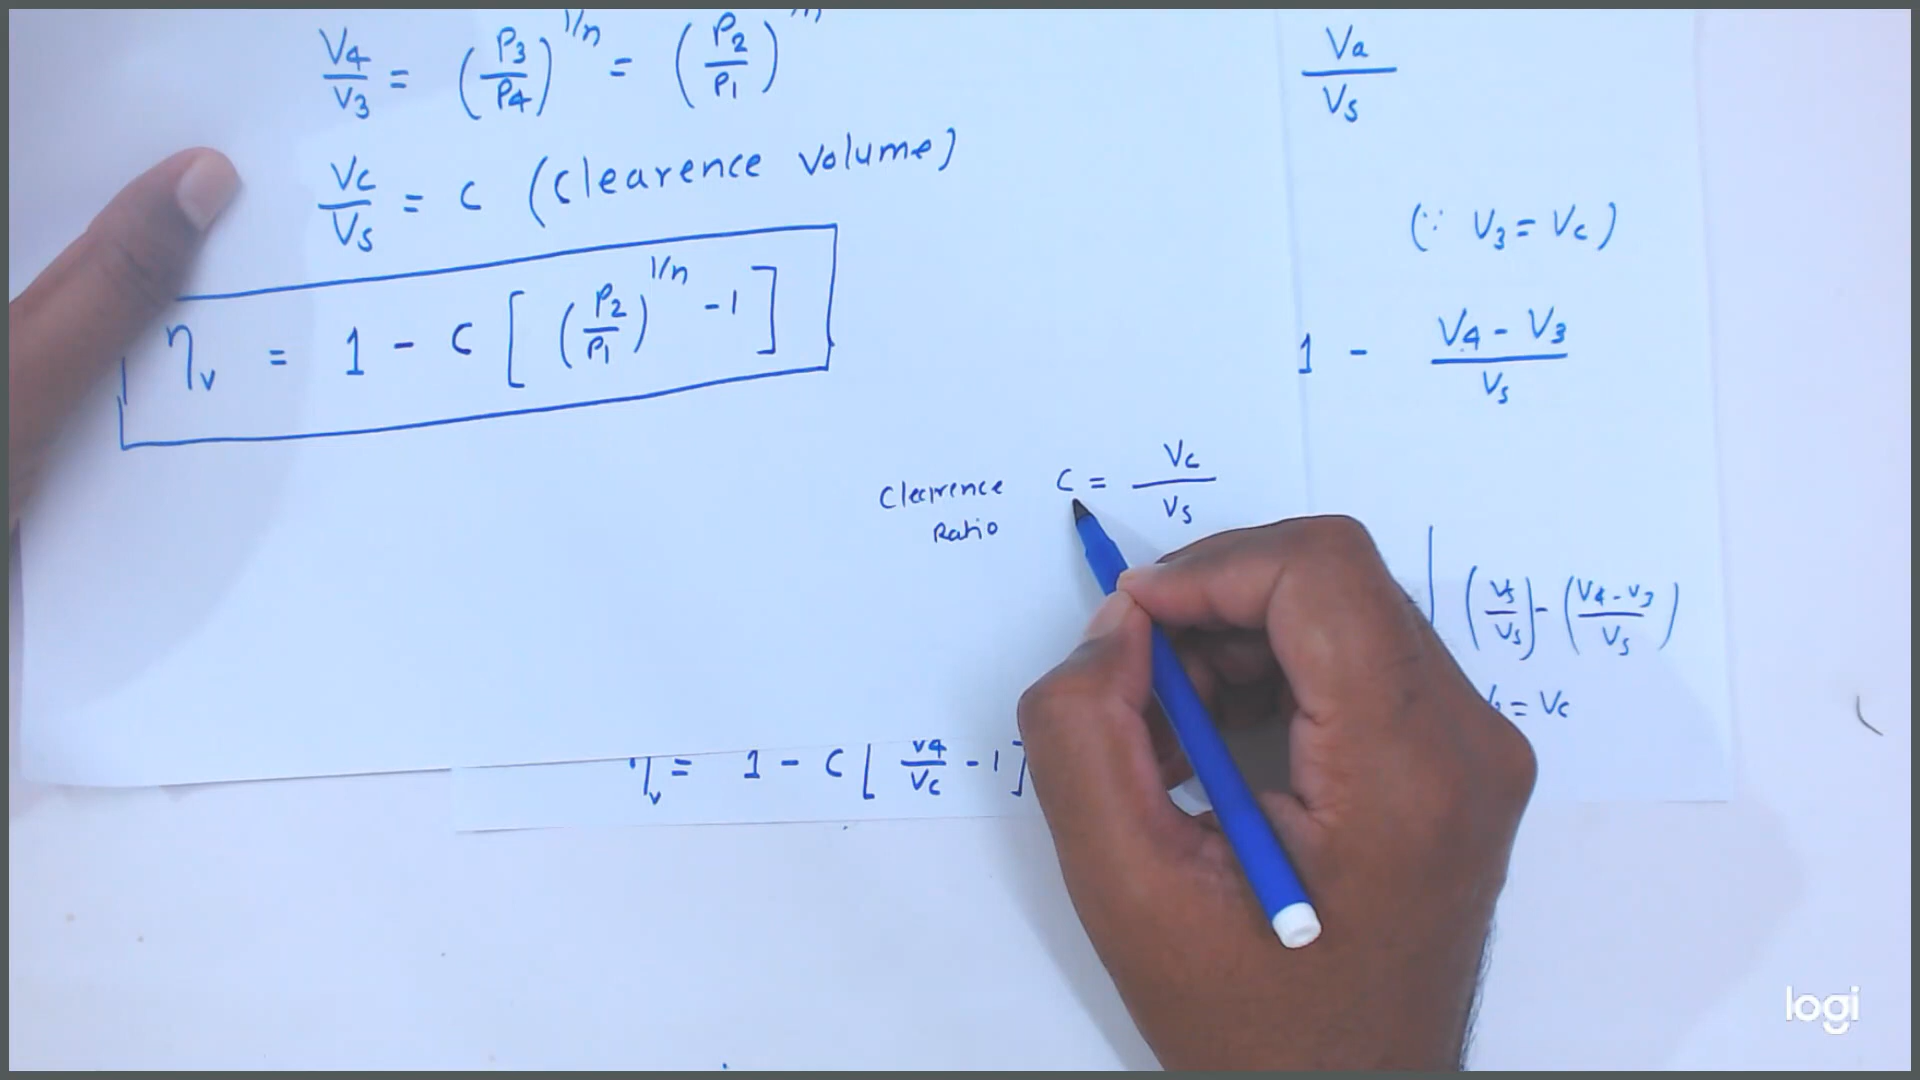 V4/V3 = (P3/P4)^1/n = (P2/P1)
Vc/Vs = C (Clearence Volume)
ηv = 1 - C [ (P2/P1)^1/n - 1 ]
Va/Vs
(∵ V3 = Vc)
1 - V4 - V3/Vs
Clearence C = Vc/Vs
Ratio
(Vs/Vs) - (V4 - V3/Vs)
= Vc
ηv = 1 - C [ V4/Vc - 1 ]
logi